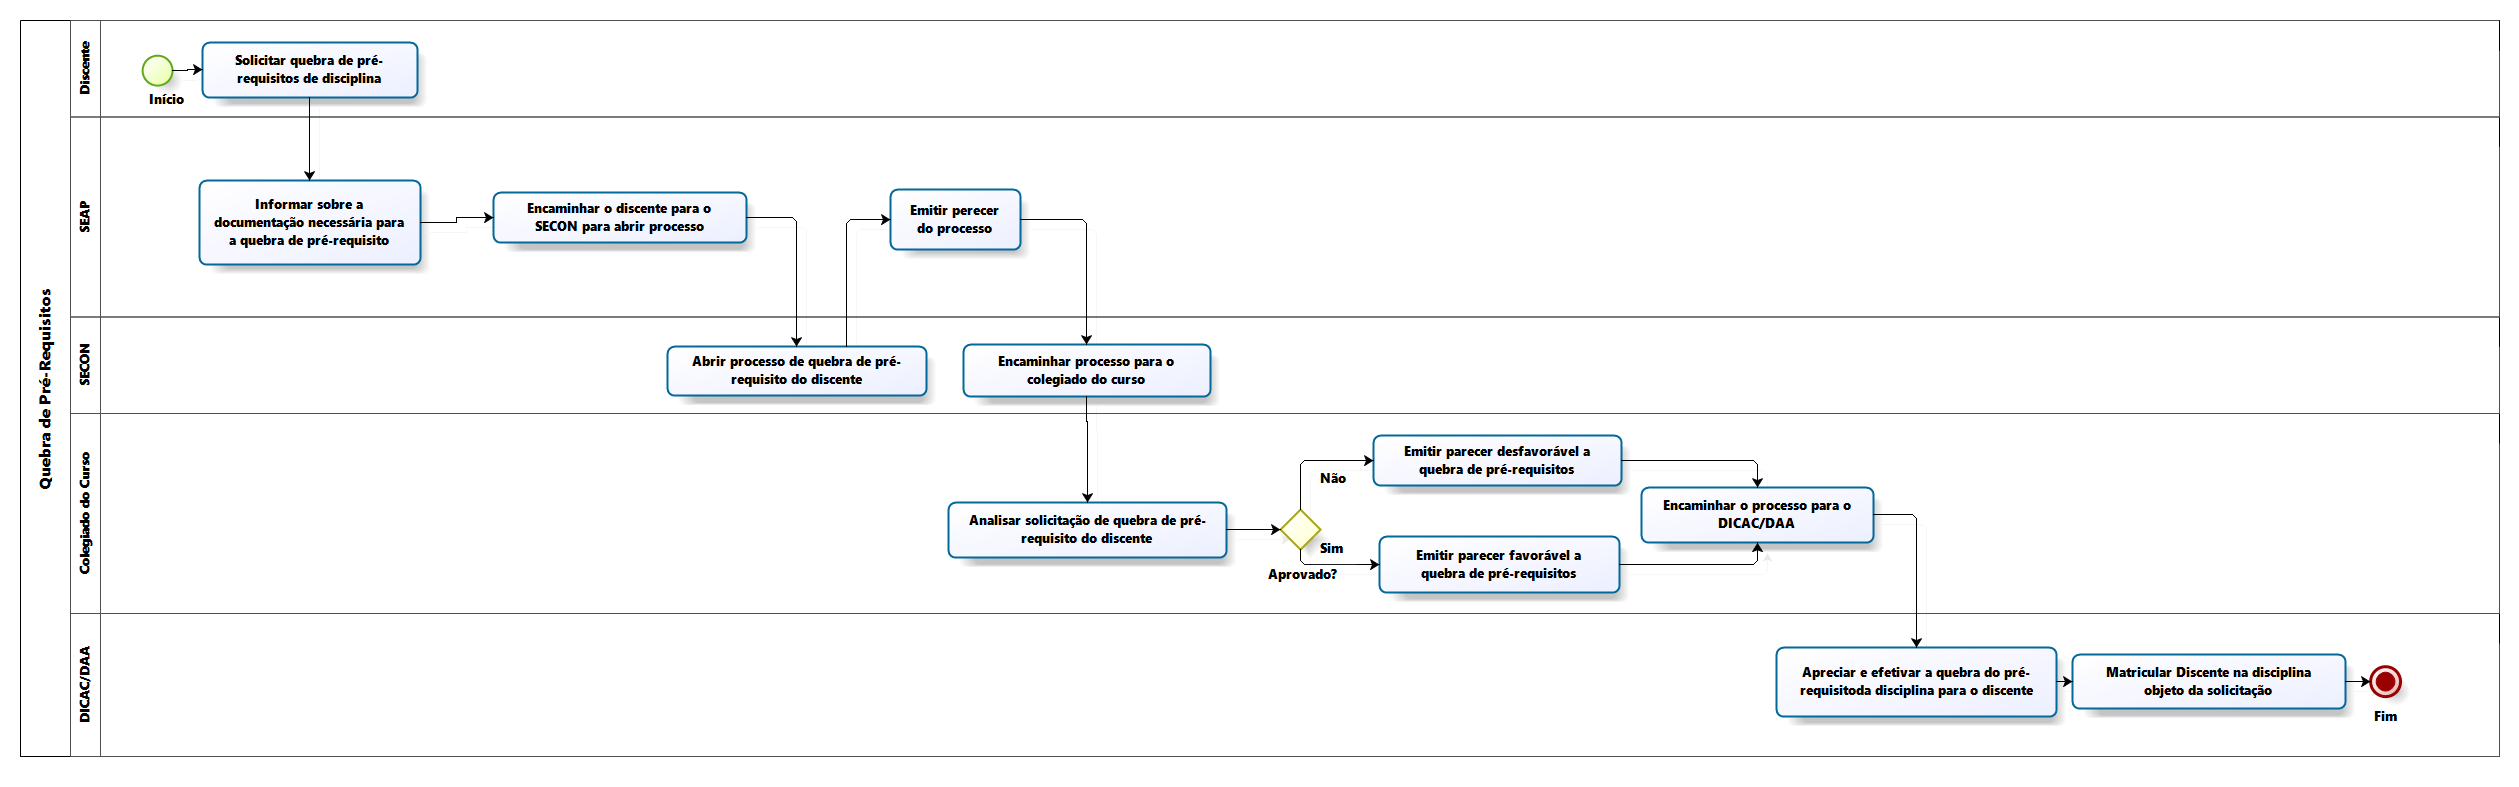 Quebra de Pré-Requisitos
Discente
Início
Solicitar quebra de pré-
requisitos de disciplina
SEAP
Informar sobre a
documentação necessária para
a quebra de pré-requisito
Encaminhar o discente para o
SECON para abrir processo
Emitir perecer
do processo
SECON
Abrir processo de quebra de pré-
requisito do discente
Encaminhar processo para o
colegiado do curso
Colegiado do Curso
Analisar solicitação de quebra de pré-
requisito do discente
Aprovado?
Não
Emitir parecer desfavorável a
quebra de pré-requisitos
Sim
Emitir parecer favorável a
quebra de pré-requisitos
Encaminhar o processo para o
DICAC/DAA
DICAC/DAA
Apreciar e efetivar a quebra do pré-
requisitoda disciplina para o discente
Matricular Discente na disciplina
objeto da solicitação
Fim